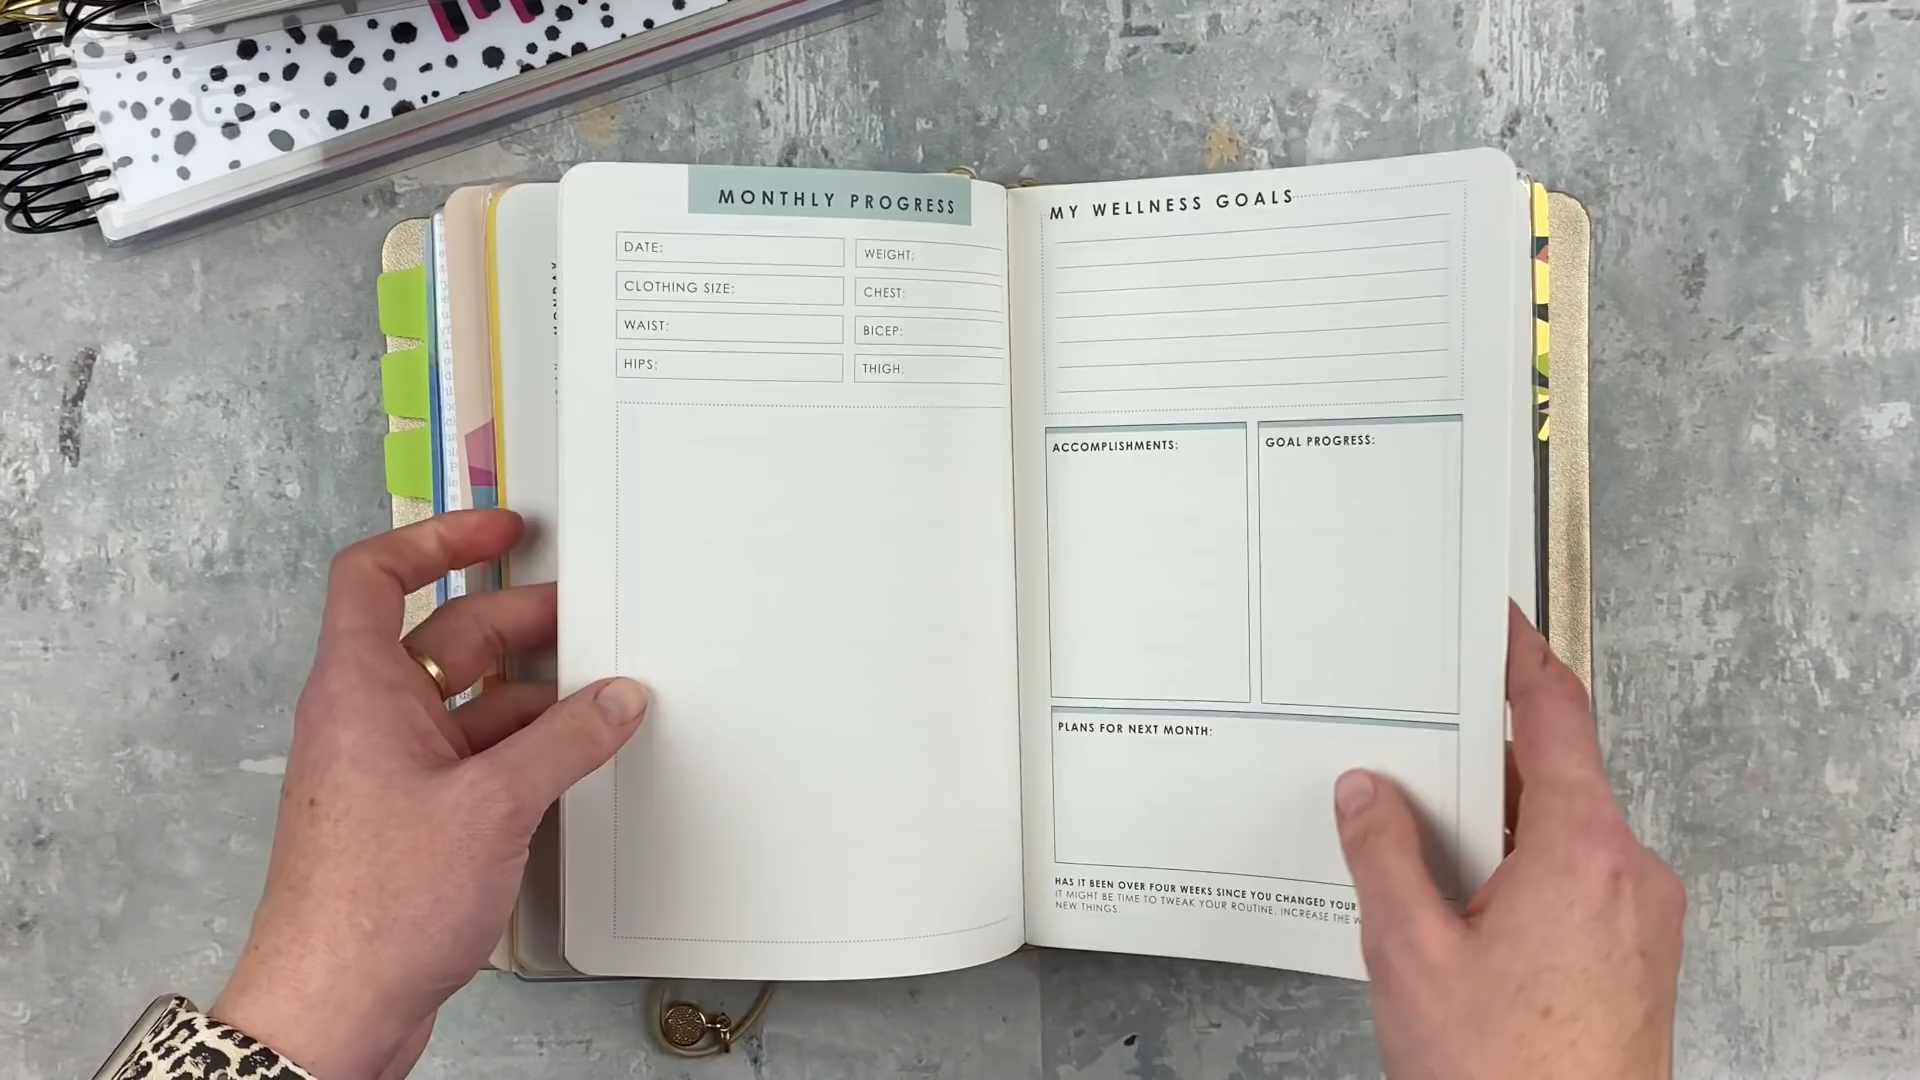 MONTHLY PROGRESS
DATE:
WEIGHT:
CLOTHING SIZE:
CHEST:
WAIST:
BICEP:
HIPS:
THIGH:
MY WELLNESS GOALS
ACCOMPLISHMENTS:
GOAL PROGRESS:
PLANS FOR NEXT MONTH:
HAS IT BEEN OVER FOUR WEEKS SINCE YOU CHANGED YOUR
IT MIGHT BE TIME TO TWEAK YOUR ROUTINE, INCREASE THE
NEW THINGS.
MONDAY